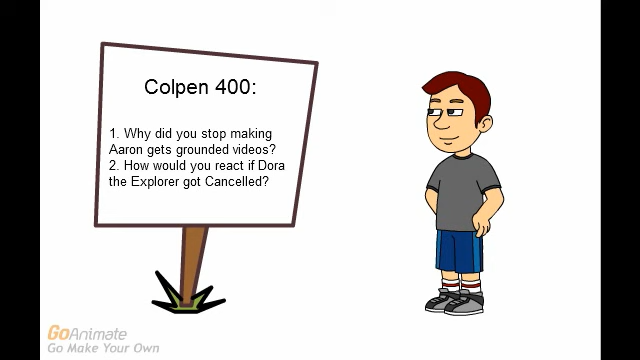 Colpen 400:
1. Why did you stop making
Aaron gets grounded videos?
2. How would you react if Dora
the Explorer got Cancelled?
GoAnimate
Go Make Your Own